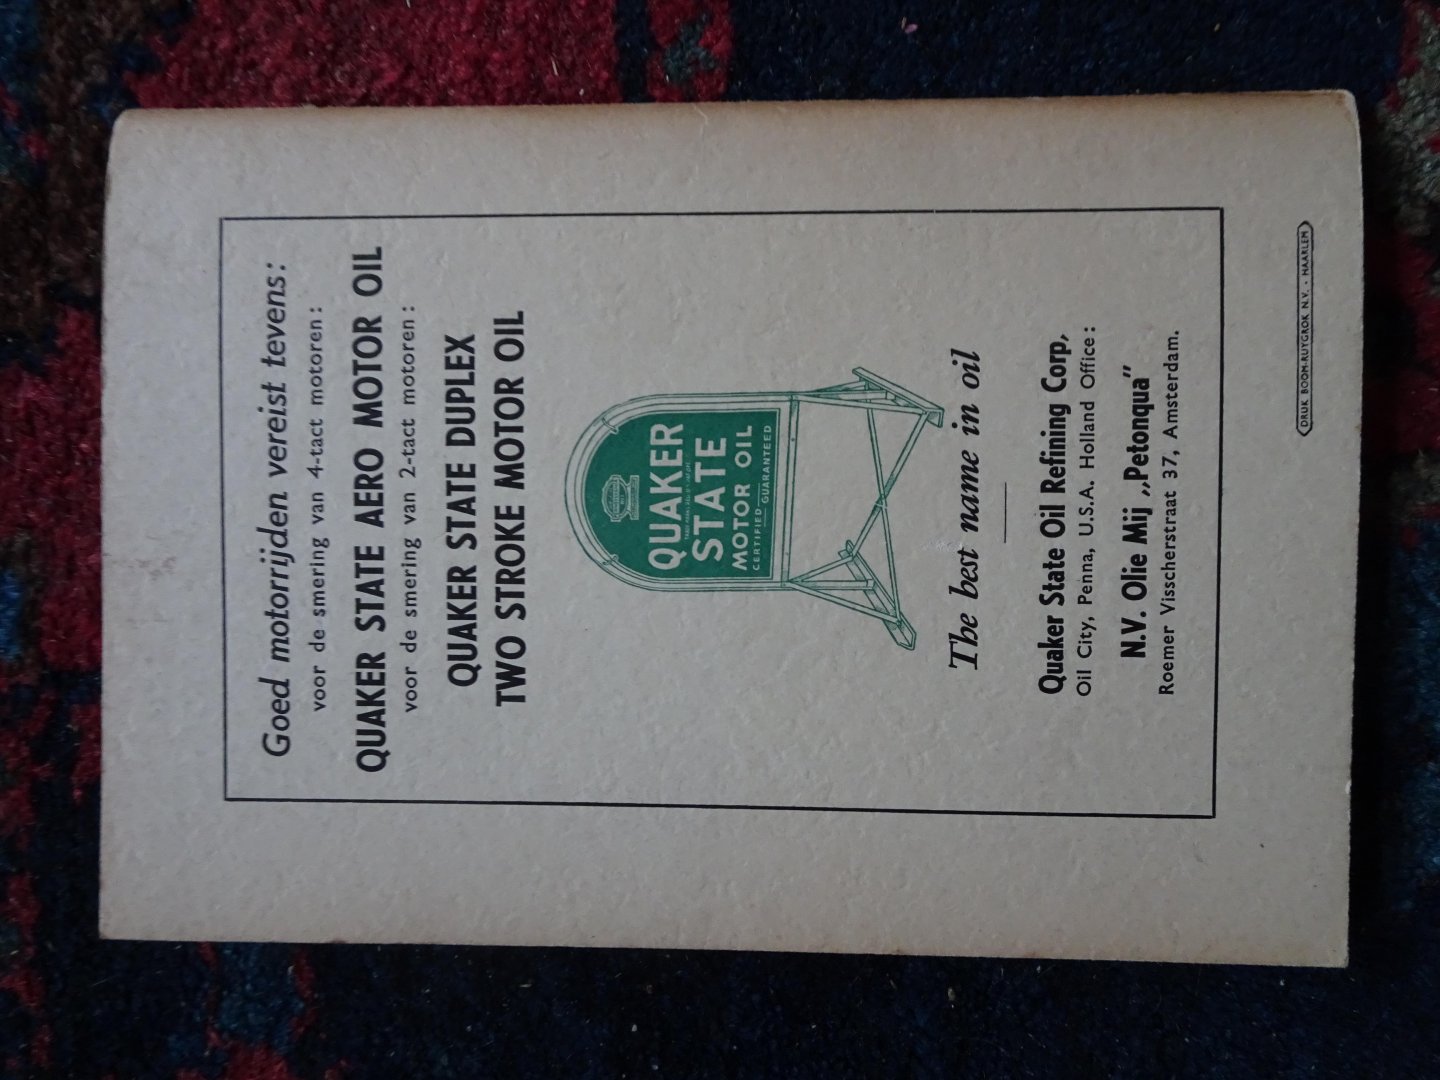 Goed motorrijden vereist tevens:
voor de smering van 4-tact motoren:
QUAKER STATE AERO MOTOR OIL
voor de smering van 2-tact motoren:
QUAKER STATE DUPLEX
TWO STROKE MOTOR OIL
QUAKER
STATE
MOTOR OIL
CERTIFIED GUARANTEED
The best name in oil
Quaker State Oil Refining Corp,
Oil City, Penna, U.S.A. Holland Office:
N.V. Olie Mij „Petonqua”
Roemer Visscherstraat 37, Amsterdam.
DRUK BOOM-RUYGROK N.V. - HAARLEM